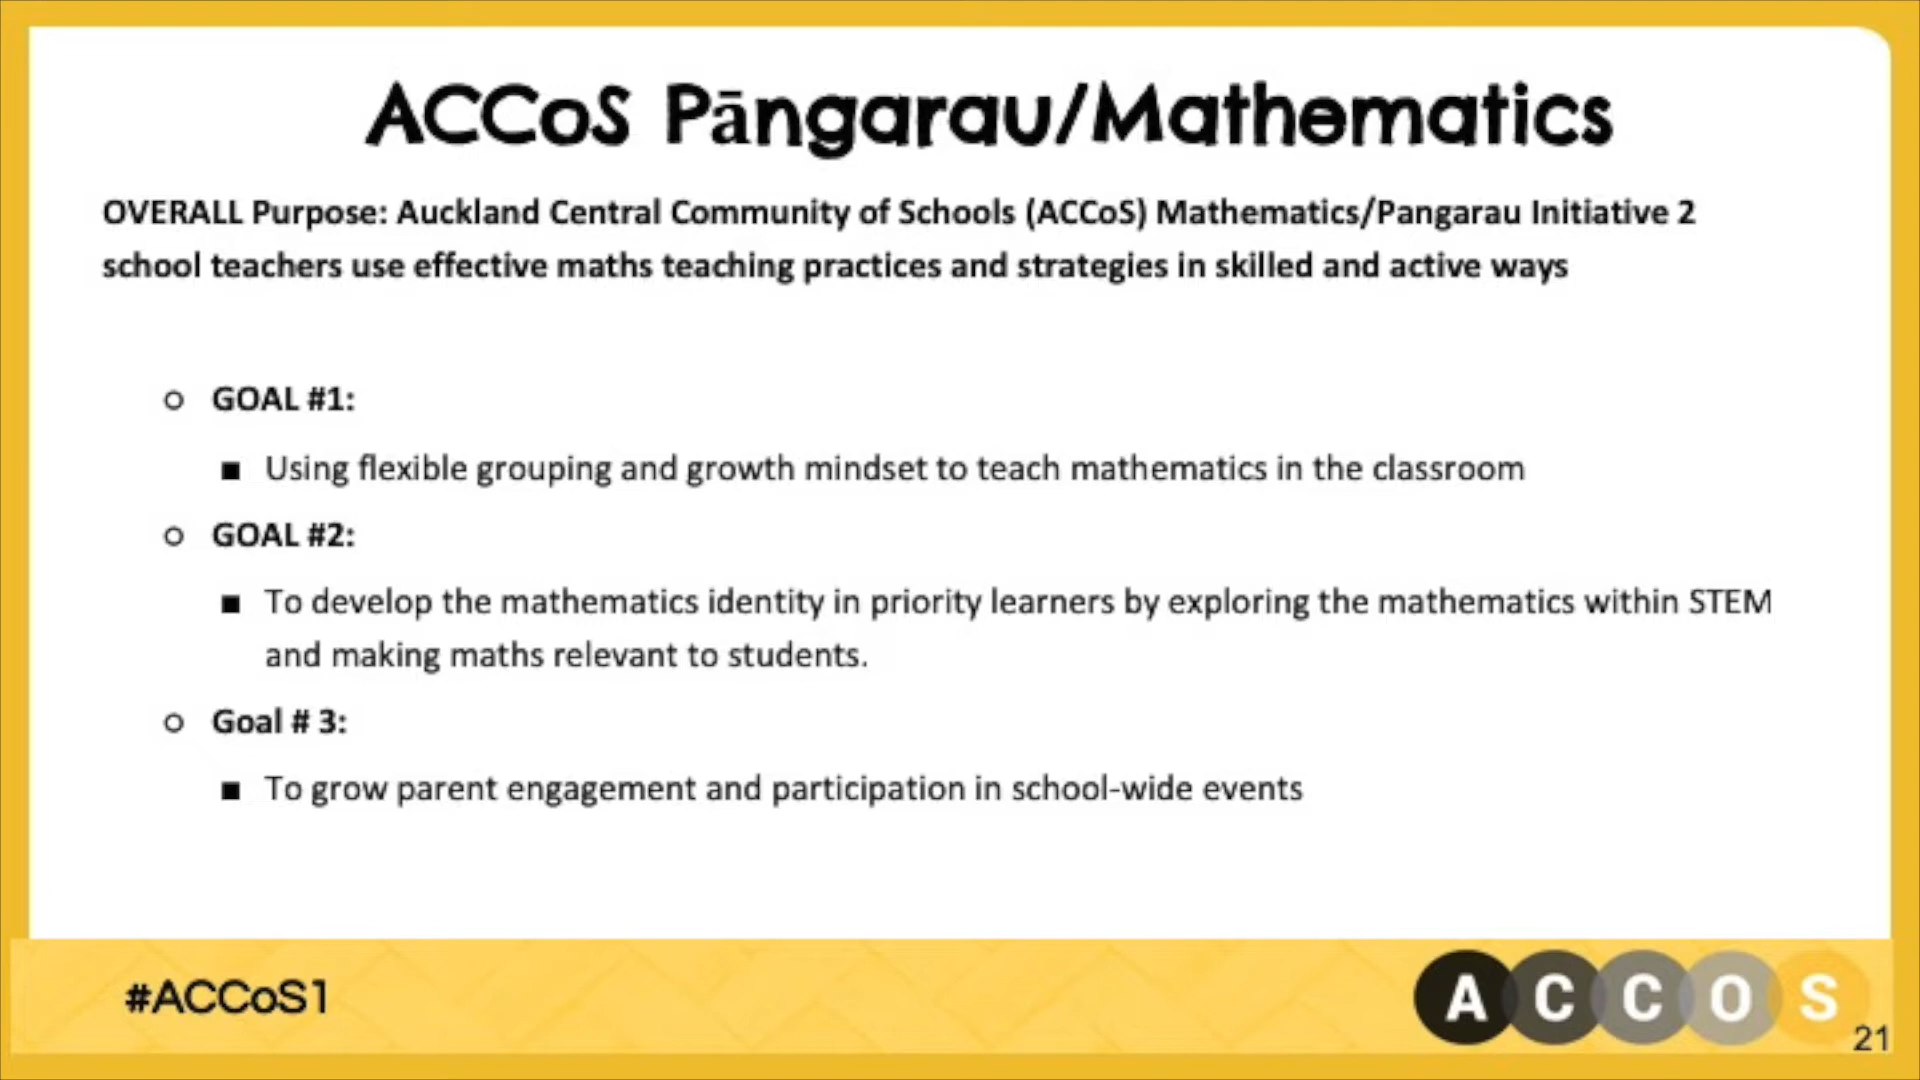 ACCoS Pāngarau/Mathematics
OVERALL Purpose: Auckland Central Community of Schools (ACCoS) Mathematics/Pangarau Initiative 2
school teachers use effective maths teaching practices and strategies in skilled and active ways
○ GOAL #1:
■ Using flexible grouping and growth mindset to teach mathematics in the classroom
○ GOAL #2:
■ To develop the mathematics identity in priority learners by exploring the mathematics within STEM
and making maths relevant to students.
○ Goal # 3:
■ To grow parent engagement and participation in school-wide events
#ACCoS1
A C C O S
21